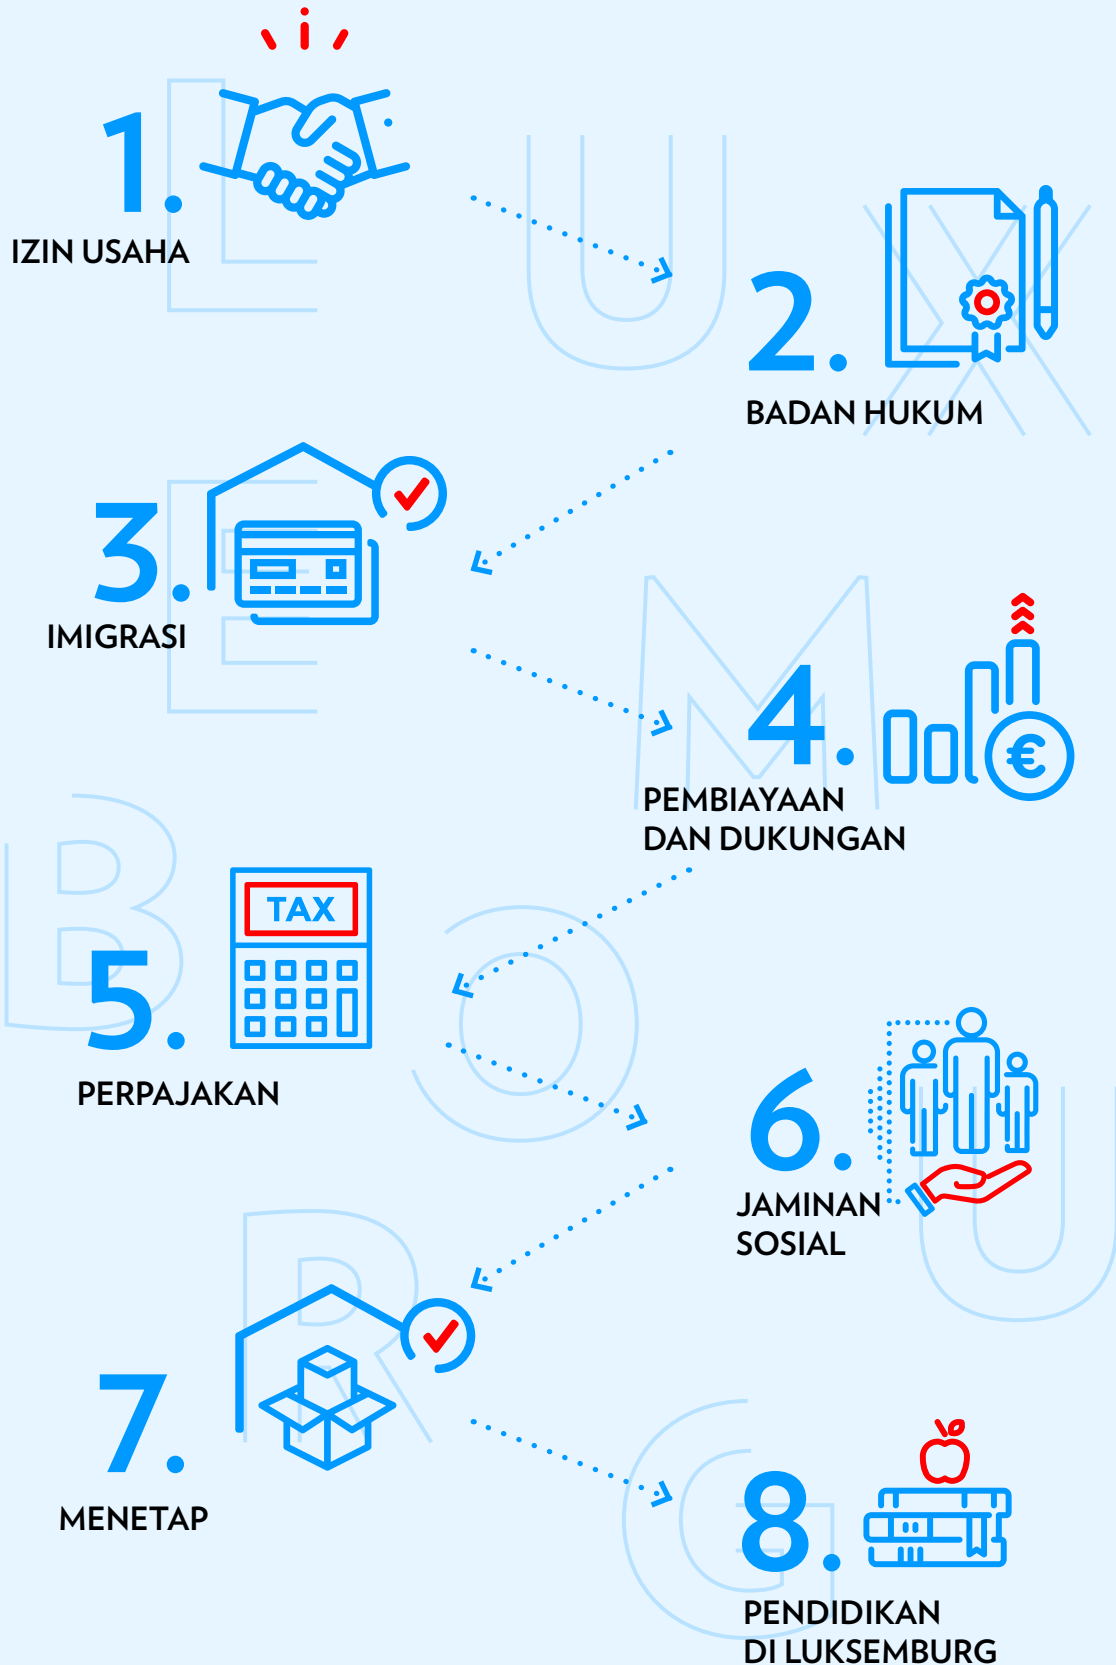 1.
IZIN USAHA
2.
BADAN HUKUM
3.
IMIGRASI
4.
€
PEMBIAYAAN
DAN DUKUNGAN
TAX
5.
PERPAJAKAN
6.
JAMINAN
SOSIAL
7.
MENETAP
8.
PENDIDIKAN
DI LUKSEMBURG
LUXEMBOURG